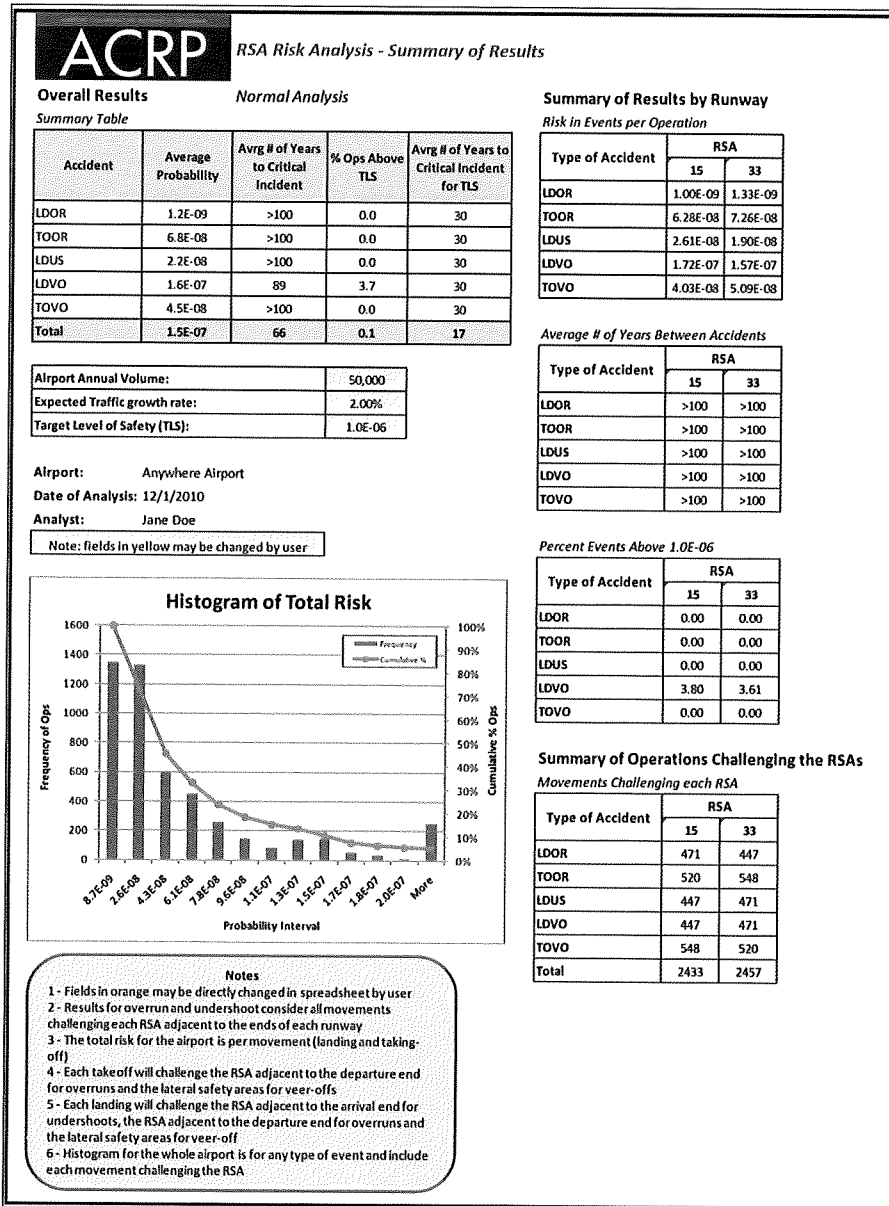 ACRP
RSA Risk Analysis - Summary of Results
Overall Results Normal Analysis
Summary Table
Accident Average Probability Avrg # of Years to Critical Incident % Ops Above TLS Avrg # of Years to Critical Incident for TLS
LDOR 1.2E-09 >100 0.0 30
TOOR 6.8E-08 >100 0.0 30
LDUS 2.2E-08 >100 0.0 30
LDVO 1.6E-07 89 3.7 30
TOVO 4.5E-08 >100 0.0 30
Total 1.5E-07 66 0.1 17
Airport Annual Volume: 50,000
Expected Traffic growth rate: 2.00%
Target Level of Safety (TLS): 1.0E-06
Airport: Anywhere Airport
Date of Analysis: 12/1/2010
Analyst: Jane Doe
Note: fields in yellow may be changed by user
Histogram of Total Risk
Frequency
Cumulative %
Frequency of Ops
1600
1400
1200
1000
800
600
400
200
0
Cumulative % Ops
100%
90%
80%
70%
60%
50%
40%
30%
20%
10%
0%
8.7E-09 2.6E-08 4.3E-08 6.1E-08 7.8E-08 9.6E-08 1.1E-07 1.3E-07 1.5E-07 1.7E-07 1.8E-07 2.0E-07 More
Probability Interval
Notes
1 - Fields in orange may be directly changed in spreadsheet by user
2 - Results for overrun and undershoot consider all movements
challenging each RSA adjacent to the ends of each runway
3 - The total risk for the airport is per movement (landing and taking-
off)
4 - Each takeoff will challenge the RSA adjacent to the departure end
for overruns and the lateral safety areas for veer-offs
5 - Each landing will challenge the RSA adjacent to the arrival end for
undershoots, the RSA adjacent to the departure end for overruns and
the lateral safety areas for veer-off
6 - Histogram for the whole airport is for any type of event and include
each movement challenging the RSA
Summary of Results by Runway
Risk in Events per Operation
Type of Accident RSA
15 33
LDOR 1.00E-09 1.33E-09
TOOR 6.28E-08 7.26E-08
LDUS 2.61E-08 1.90E-08
LDVO 1.72E-07 1.57E-07
TOVO 4.03E-08 5.09E-08
Average # of Years Between Accidents
Type of Accident RSA
15 33
LDOR >100 >100
TOOR >100 >100
LDUS >100 >100
LDVO >100 >100
TOVO >100 >100
Percent Events Above 1.0E-06
Type of Accident RSA
15 33
LDOR 0.00 0.00
TOOR 0.00 0.00
LDUS 0.00 0.00
LDVO 3.80 3.61
TOVO 0.00 0.00
Summary of Operations Challenging the RSAs
Movements Challenging each RSA
Type of Accident RSA
15 33
LDOR 471 447
TOOR 520 548
LDUS 447 471
LDVO 447 471
TOVO 548 520
Total 2433 2457